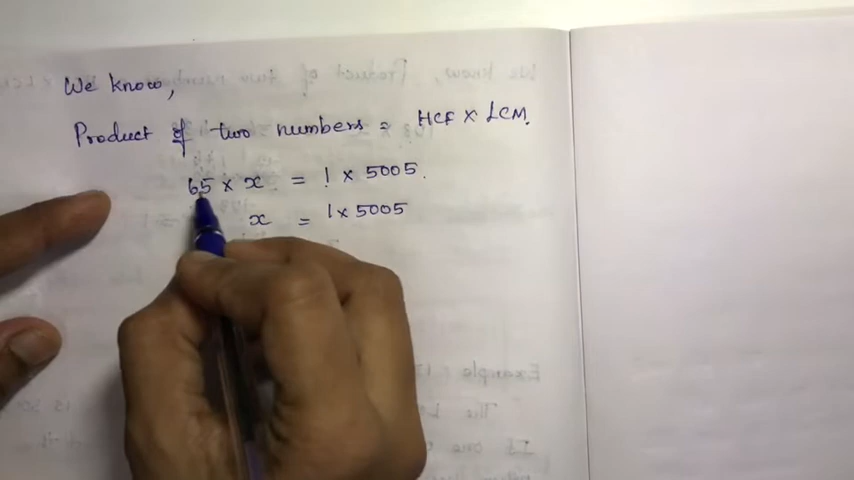 We know,
Product of two numbers = HCF × LCM.
65 × x = 1 × 5005.
x = 1 × 5005